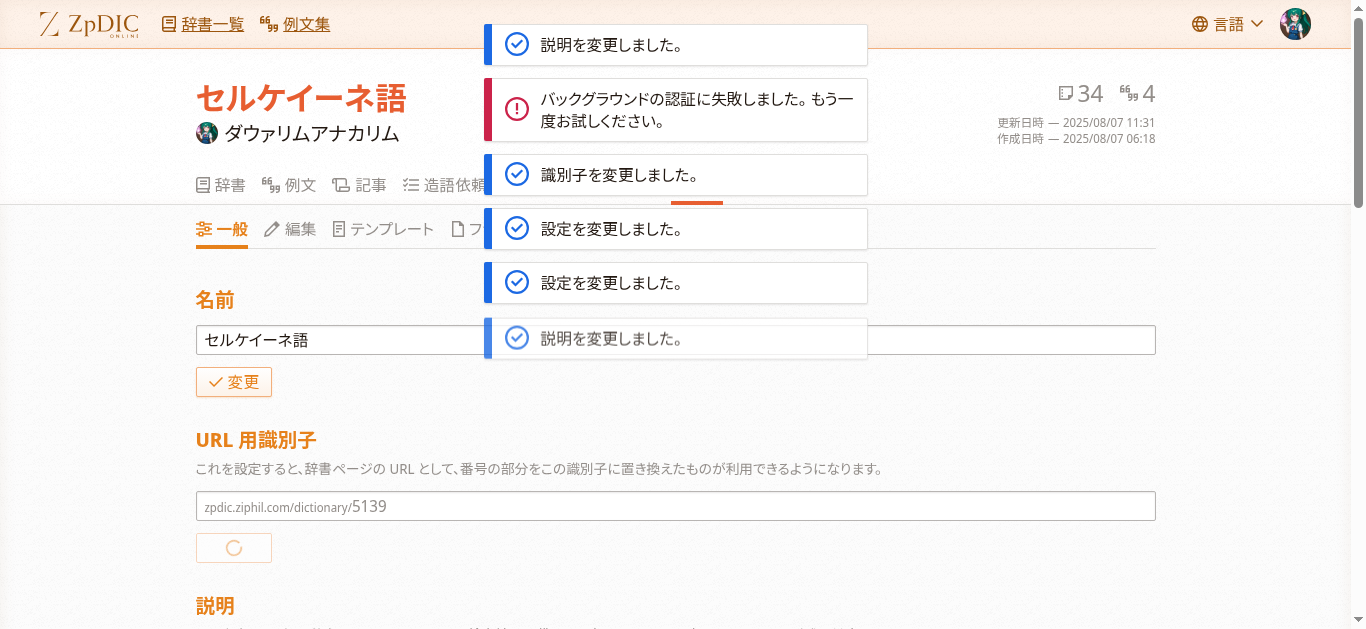 ZpDIC
ONLINE
辞書一覧
例文集
言語
説明を変更しました。
バックグラウンドの認証に失敗しました。もう一
度お試しください。
識別子を変更しました。
設定を変更しました。
設定を変更しました。
説明を変更しました。
セルケイーネ語
ダウァリムアナカリム
34
4
更新日時 — 2025/08/07 11:31
作成日時 — 2025/08/07 06:18
辞書
例文
記事
造語依頼
一般
編集
テンプレート
フ
名前
セルケイーネ語
変更
URL 用識別子
これを設定すると、辞書ページの URL として、番号の部分をこの識別子に置き換えたものが利用できるようになります。
zpdic.ziphil.com/dictionary/5139
説明